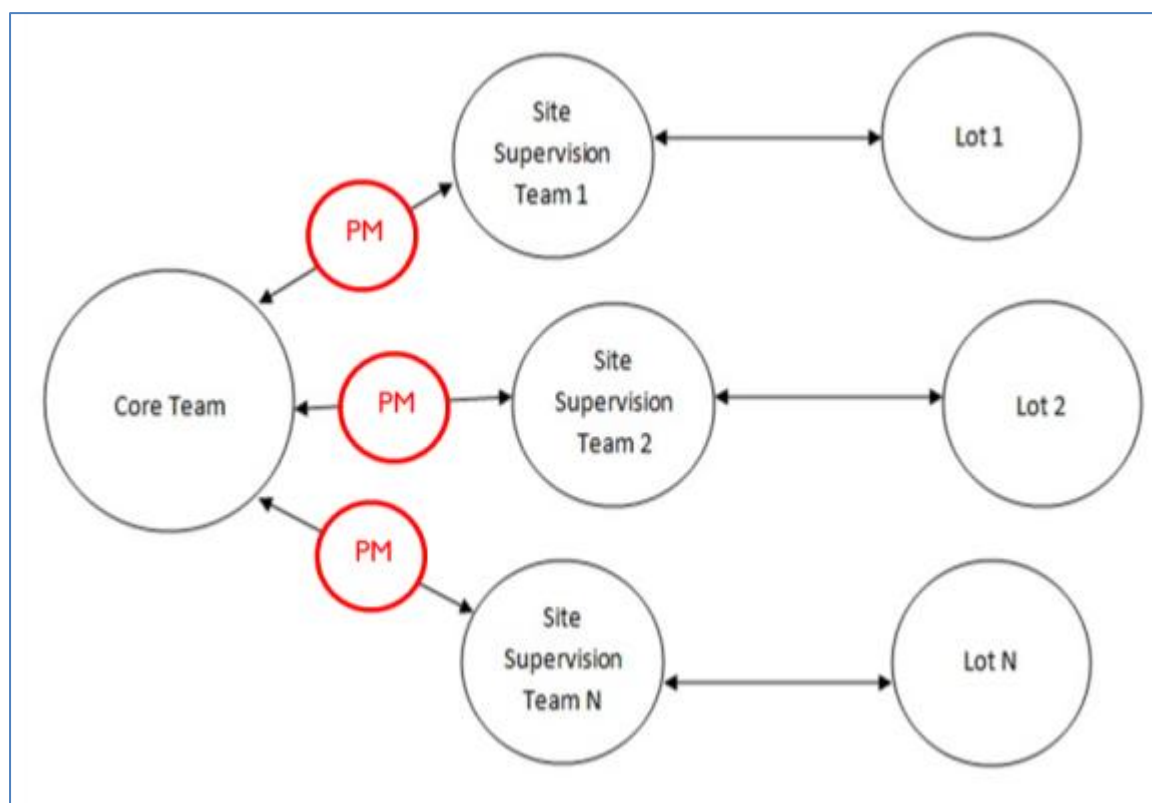 Site
Supervision
Team 1
Lot 1
PM
Core Team
PM
Site
Supervision
Team 2
Lot 2
PM
Site
Supervision
Team N
Lot N